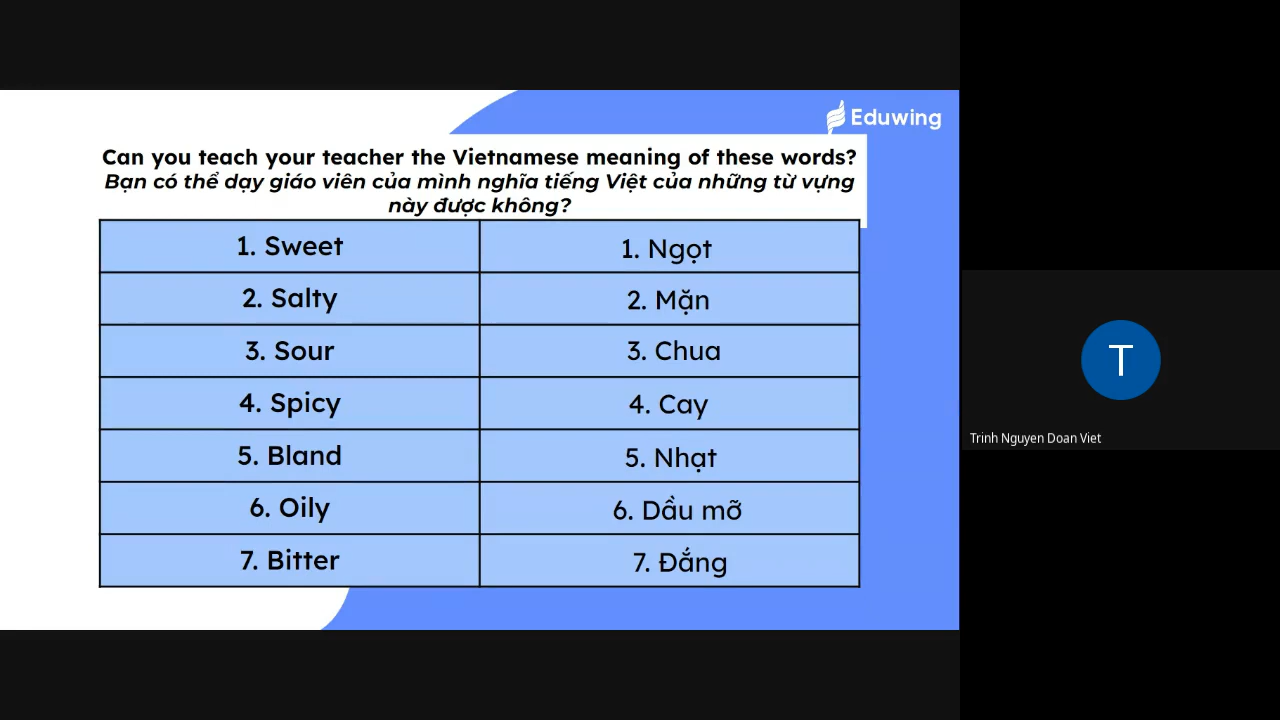 Eduwing
Can you teach your teacher the Vietnamese meaning of these words?
Bạn có thể dạy giáo viên của mình nghĩa tiếng Việt của những từ vựng
này được không?
1. Sweet
1. Ngọt
2. Salty
2. Mặn
3. Sour
3. Chua
4. Spicy
4. Cay
5. Bland
5. Nhạt
6. Oily
6. Dầu mỡ
7. Bitter
7. Đắng
T
Trinh Nguyen Doan Viet